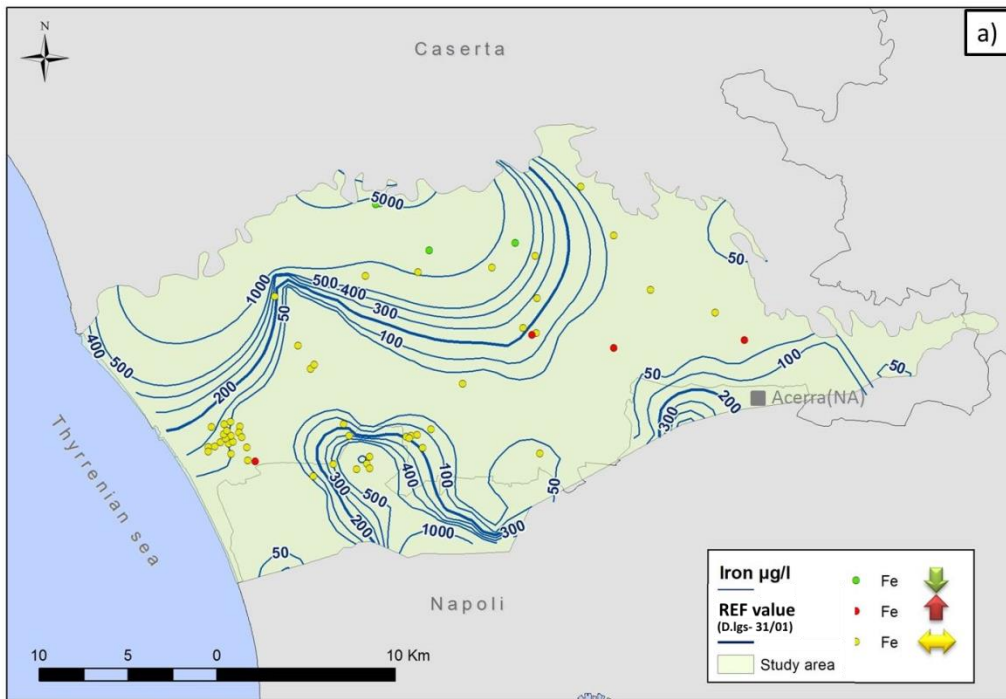 a)
N
Caserta
5000
50
1000
500
400
300
50
100
400
500
200
50
100
50
200
300
Acerra(NA)
Thyrrenian sea
300
400
100
500
50
200
1000
300
50
Napoli
Iron µg/l
REF value
(D.lgs- 31/01)
Study area
Fe
Fe
Fe
10 5 0 10 Km